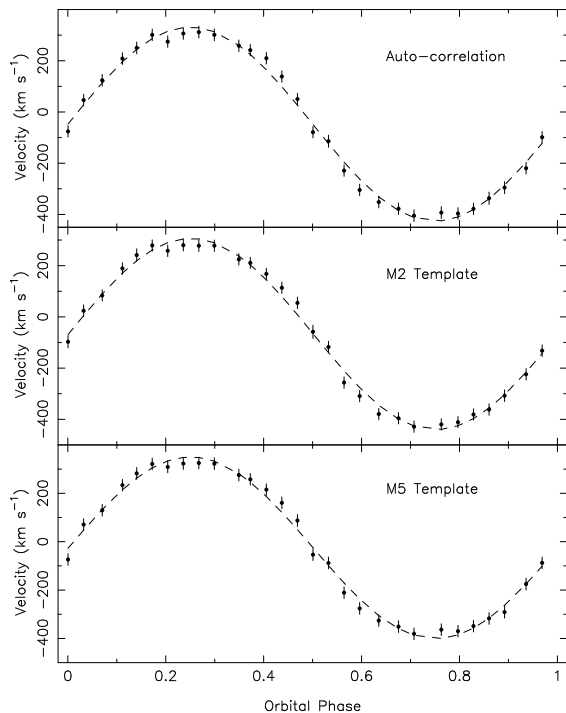 Auto-correlation
Velocity (km s⁻¹)
200
0
−200
−400
M2 Template
Velocity (km s⁻¹)
200
0
−200
−400
M5 Template
Velocity (km s⁻¹)
200
0
−200
−400
0 0.2 0.4 0.6 0.8 1
Orbital Phase